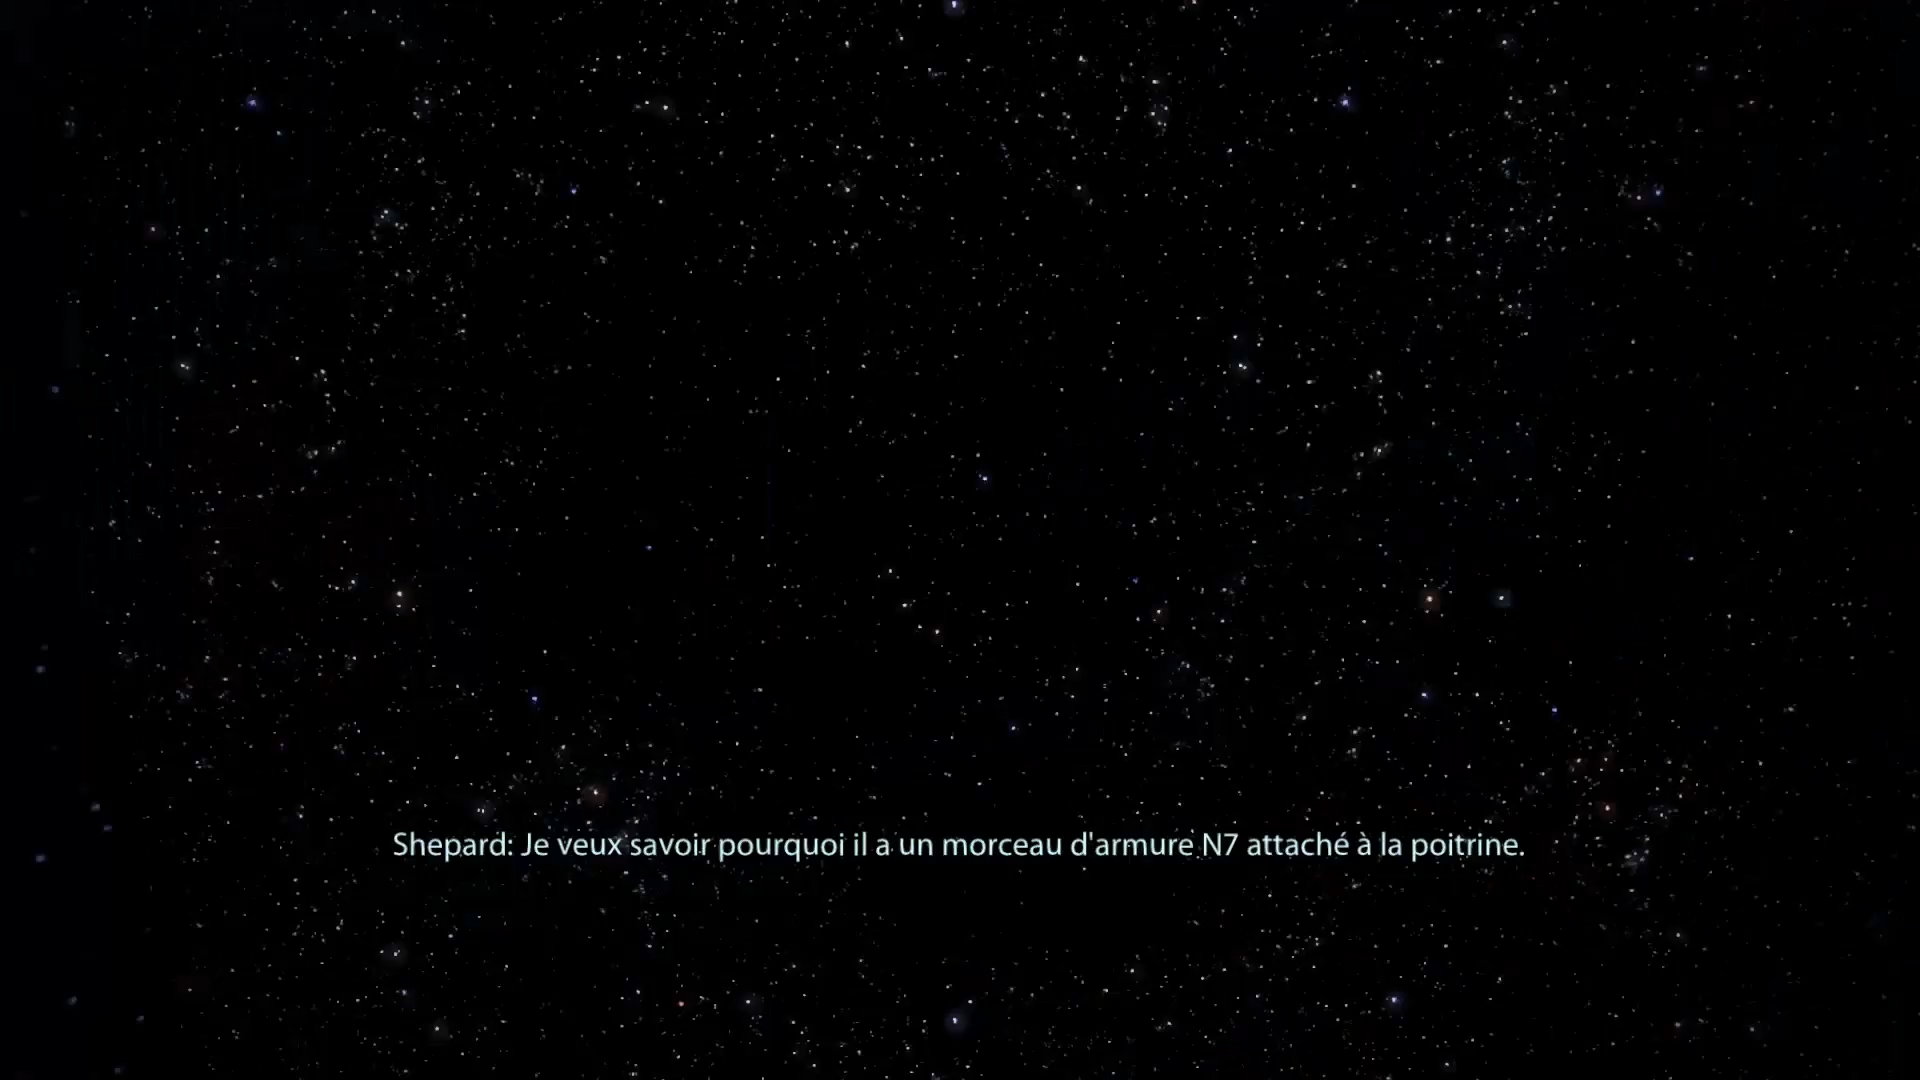 Shepard: Je veux savoir pourquoi il a un morceau d'armure N7 attaché à la poitrine.